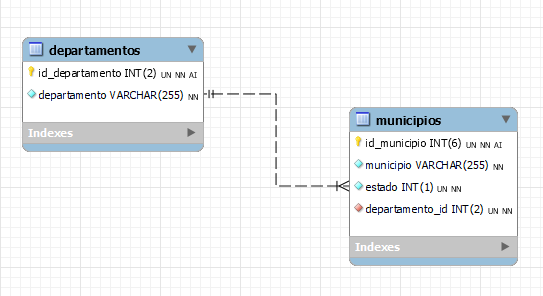 departamentos
id_departamento INT(2) UN NN AI
departamento VARCHAR(255) NN
Indexes
municipios
id_municipio INT(6) UN NN AI
municipio VARCHAR(255) NN
estado INT(1) UN NN
departamento_id INT(2) UN NN
Indexes